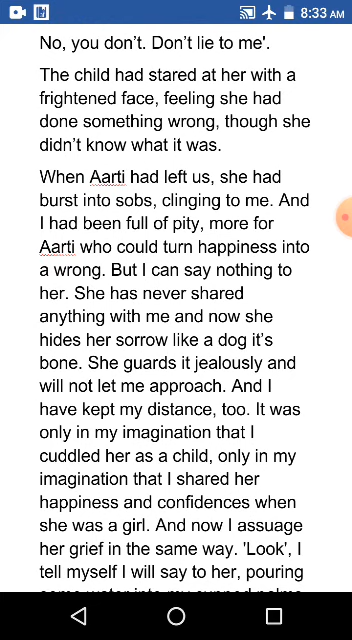 8:33 AM
No, you don't. Don't lie to me'.
The child had stared at her with a
frightened face, feeling she had
done something wrong, though she
didn't know what it was.
When Aarti had left us, she had
burst into sobs, clinging to me. And
I had been full of pity, more for
Aarti who could turn happiness into
a wrong. But I can say nothing to
her. She has never shared
anything with me and now she
hides her sorrow like a dog it's
bone. She guards it jealously and
will not let me approach. And I
have kept my distance, too. It was
only in my imagination that I
cuddled her as a child, only in my
imagination that I shared her
happiness and confidences when
she was a girl. And now I assuage
her grief in the same way. 'Look', I
tell myself I will say to her, pouring
some water into my cupped palms